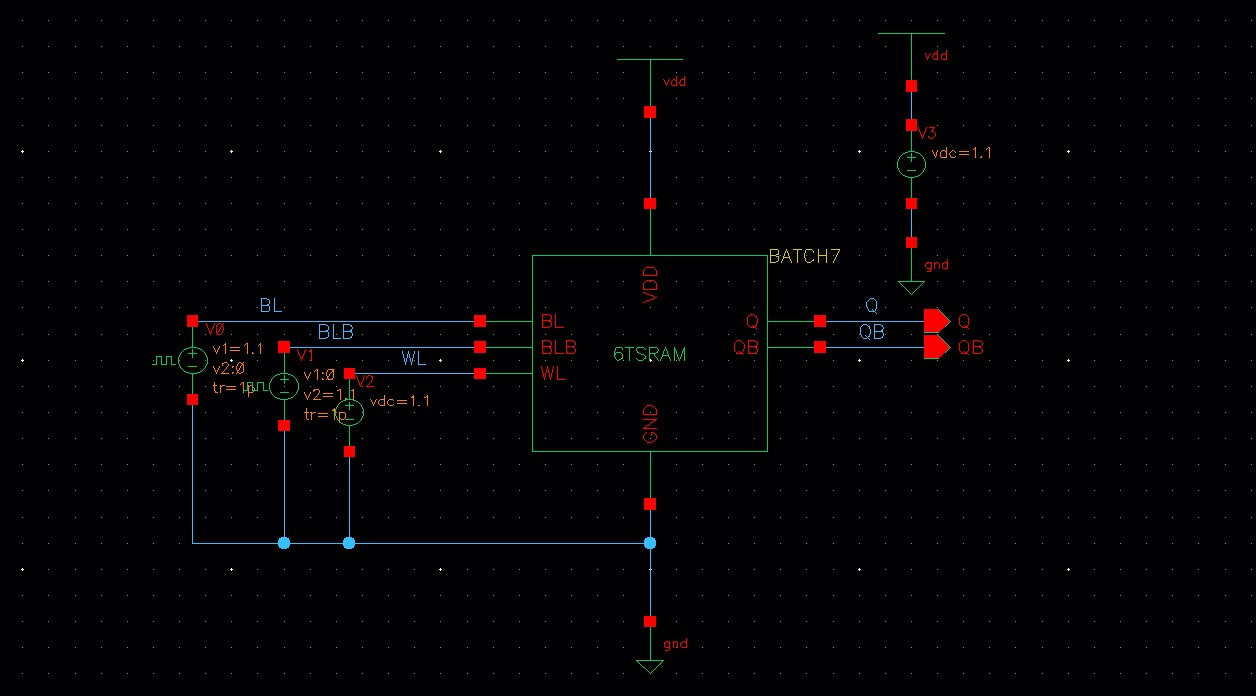 vdd
vdd
V3
vdc=1.1
BATCH7
VDD
gnd
BL
Q
BL
Q
Q
V0
BLB
QB
v1=1.1
V1
WL
BLB
6TSRAM
QB
QB
v2:0
v1:0
V2
WL
tr=1p
v2=1.1
vdc=1.1
tr=1p
GND
gnd